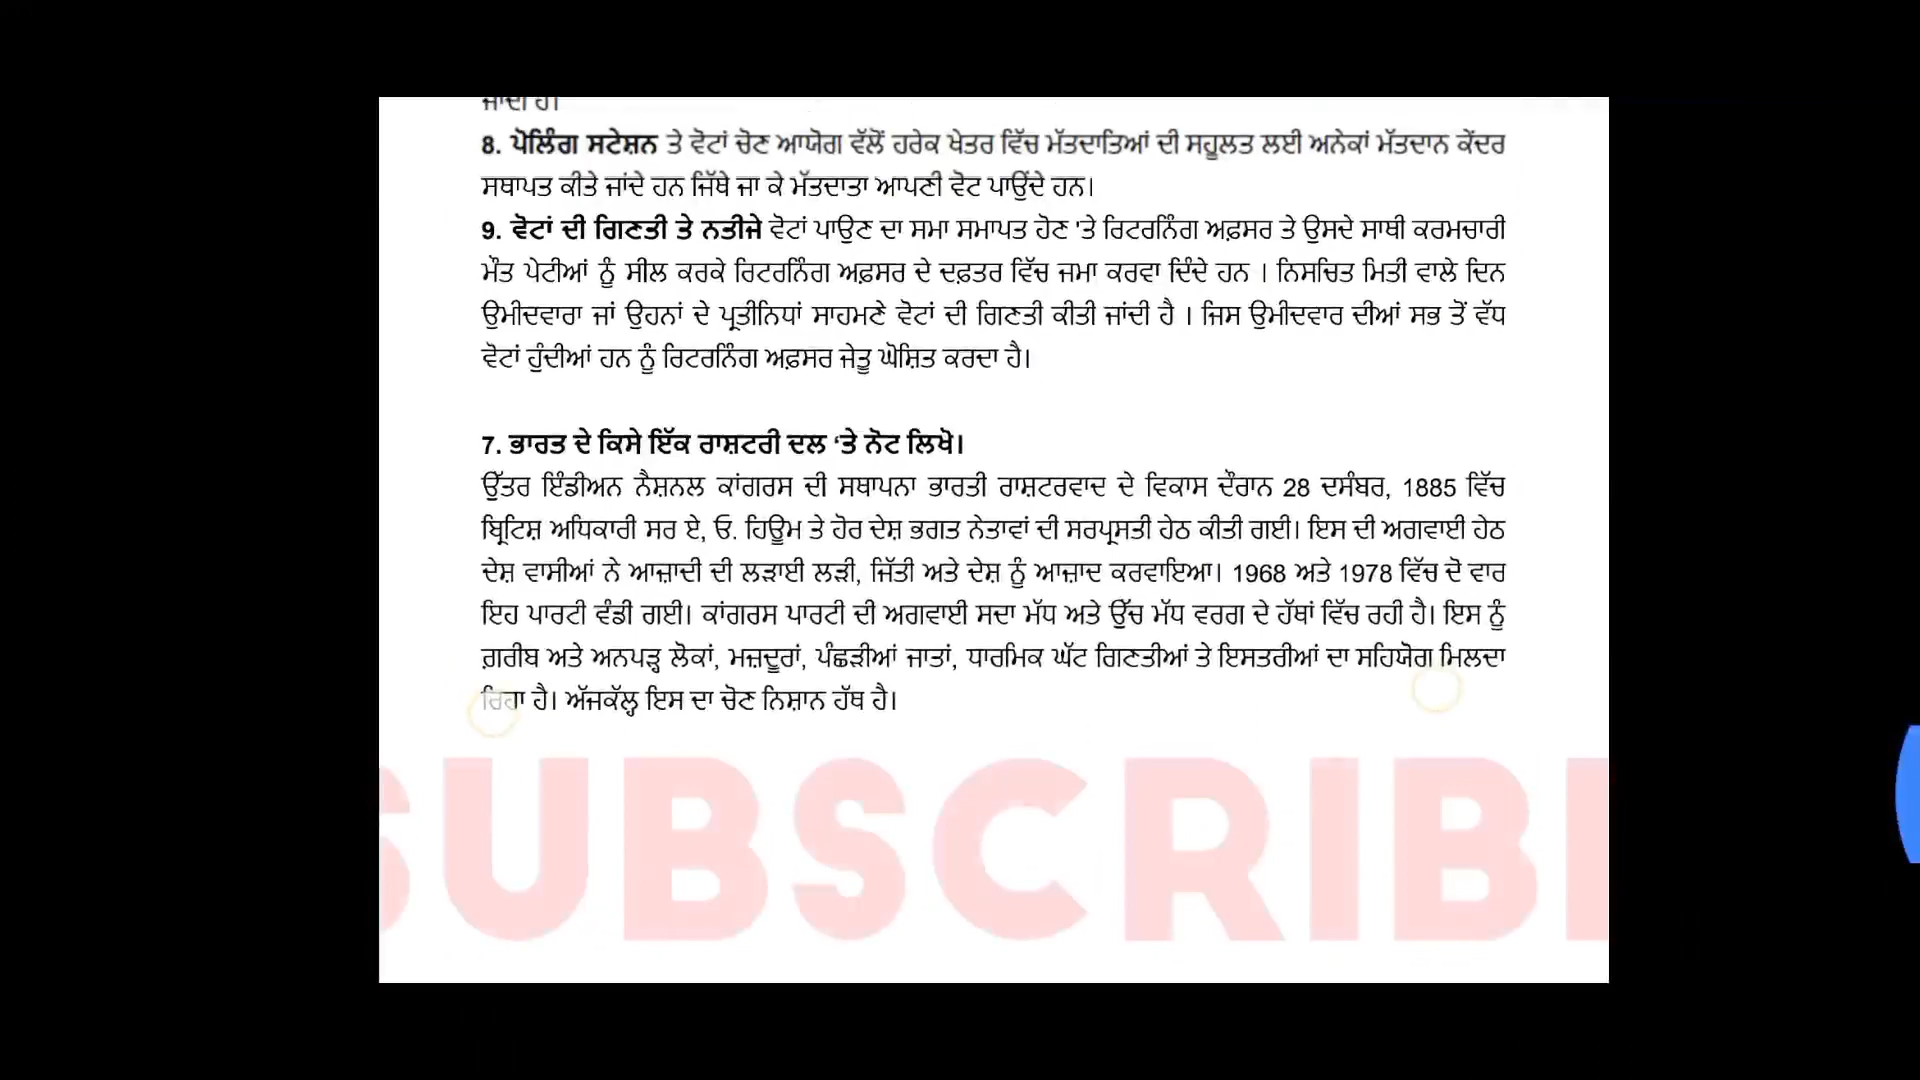 ਜਾਂਦੀ ਹੈ।
8. ਪੋਲਿੰਗ ਸਟੇਸ਼ਨ ਤੇ ਵੋਟਾਂ ਚੋਣ ਆਯੋਗ ਵੱਲੋਂ ਹਰੇਕ ਖੇਤਰ ਵਿੱਚ ਮੱਤਦਾਤਿਆਂ ਦੀ ਸਹੂਲਤ ਲਈ ਅਨੇਕਾਂ ਮੱਤਦਾਨ ਕੇਂਦਰ
ਸਥਾਪਤ ਕੀਤੇ ਜਾਂਦੇ ਹਨ ਜਿੱਥੇ ਜਾ ਕੇ ਮੱਤਦਾਤਾ ਆਪਣੀ ਵੋਟ ਪਾਉਂਦੇ ਹਨ।
9. ਵੋਟਾਂ ਦੀ ਗਿਣਤੀ ਤੇ ਨਤੀਜੇ ਵੋਟਾਂ ਪਾਉਣ ਦਾ ਸਮਾ ਸਮਾਪਤ ਹੋਣ 'ਤੇ ਰਿਟਰਨਿੰਗ ਅਫ਼ਸਰ ਤੇ ਉਸਦੇ ਸਾਥੀ ਕਰਮਚਾਰੀ
ਮੱਤ ਪੇਟੀਆਂ ਨੂੰ ਸੀਲ ਕਰਕੇ ਰਿਟਰਨਿੰਗ ਅਫ਼ਸਰ ਦੇ ਦਫ਼ਤਰ ਵਿੱਚ ਜਮਾ ਕਰਵਾ ਦਿੰਦੇ ਹਨ । ਨਿਸਚਿਤ ਮਿਤੀ ਵਾਲੇ ਦਿਨ
ਉਮੀਦਵਾਰਾ ਜਾਂ ਉਹਨਾਂ ਦੇ ਪ੍ਰਤੀਨਿਧਾਂ ਸਾਹਮਣੇ ਵੋਟਾਂ ਦੀ ਗਿਣਤੀ ਕੀਤੀ ਜਾਂਦੀ ਹੈ । ਜਿਸ ਉਮੀਦਵਾਰ ਦੀਆਂ ਸਭ ਤੋਂ ਵੱਧ
ਵੋਟਾਂ ਹੁੰਦੀਆਂ ਹਨ ਨੂੰ ਰਿਟਰਨਿੰਗ ਅਫ਼ਸਰ ਜੇਤੂ ਘੋਸ਼ਿਤ ਕਰਦਾ ਹੈ।
7. ਭਾਰਤ ਦੇ ਕਿਸੇ ਇੱਕ ਰਾਸ਼ਟਰੀ ਦਲ ‘ਤੇ ਨੋਟ ਲਿਖੋ।
ਉੱਤਰ ਇੰਡੀਅਨ ਨੈਸ਼ਨਲ ਕਾਂਗਰਸ ਦੀ ਸਥਾਪਨਾ ਭਾਰਤੀ ਰਾਸ਼ਟਰਵਾਦ ਦੇ ਵਿਕਾਸ ਦੌਰਾਨ 28 ਦਸੰਬਰ, 1885 ਵਿੱਚ
ਬ੍ਰਿਟਿਸ਼ ਅਧਿਕਾਰੀ ਸਰ ਏ, ਓ. ਹਿਊਮ ਤੇ ਹੋਰ ਦੇਸ਼ ਭਗਤ ਨੇਤਾਵਾਂ ਦੀ ਸਰਪ੍ਰਸਤੀ ਹੇਠ ਕੀਤੀ ਗਈ। ਇਸ ਦੀ ਅਗਵਾਈ ਹੇਠ
ਦੇਸ਼ ਵਾਸੀਆਂ ਨੇ ਆਜ਼ਾਦੀ ਦੀ ਲੜਾਈ ਲੜੀ, ਜਿੱਤੀ ਅਤੇ ਦੇਸ਼ ਨੂੰ ਆਜ਼ਾਦ ਕਰਵਾਇਆ। 1968 ਅਤੇ 1978 ਵਿੱਚ ਦੋ ਵਾਰ
ਇਹ ਪਾਰਟੀ ਵੰਡੀ ਗਈ। ਕਾਂਗਰਸ ਪਾਰਟੀ ਦੀ ਅਗਵਾਈ ਸਦਾ ਮੱਧ ਅਤੇ ਉੱਚ ਮੱਧ ਵਰਗ ਦੇ ਹੱਥਾਂ ਵਿੱਚ ਰਹੀ ਹੈ। ਇਸ ਨੂੰ
ਗ਼ਰੀਬ ਅਤੇ ਅਨਪੜ੍ਹ ਲੋਕਾਂ, ਮਜ਼ਦੂਰਾਂ, ਪੰਛੜੀਆਂ ਜਾਤਾਂ, ਧਾਰਮਿਕ ਘੱਟ ਗਿਣਤੀਆਂ ਤੇ ਇਸਤਰੀਆਂ ਦਾ ਸਹਿਯੋਗ ਮਿਲਦਾ
ਰਿਹਾ ਹੈ। ਅੱਜਕੱਲ੍ਹ ਇਸ ਦਾ ਚੋਣ ਨਿਸ਼ਾਨ ਹੱਥ ਹੈ।
SUBSCRIBE